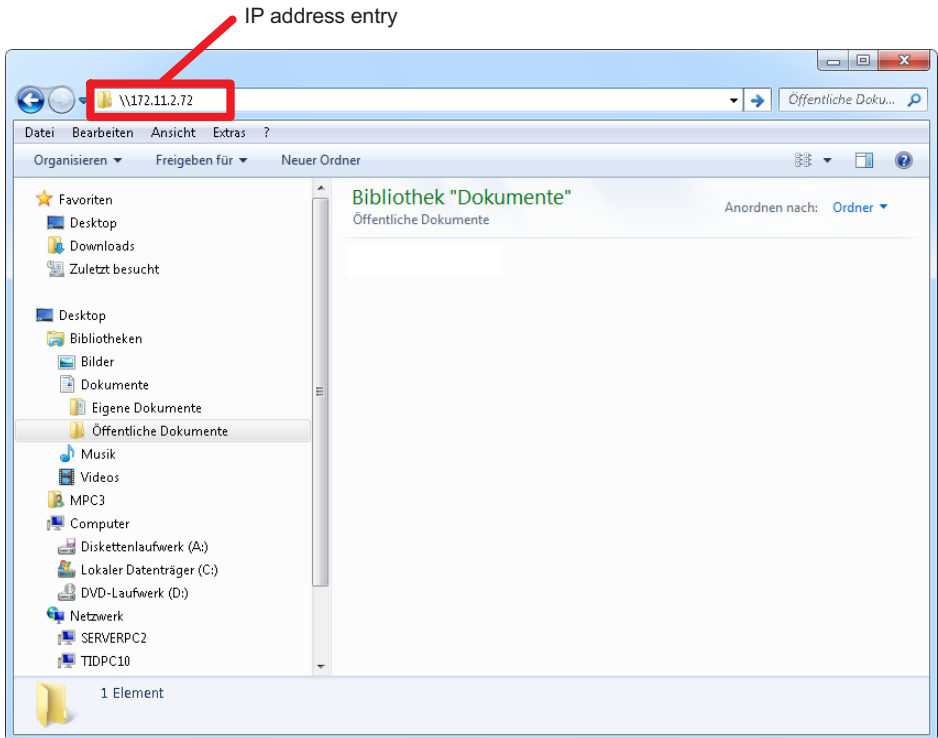 IP address entry
\\172.11.2.72
Öffentliche Doku...
Datei Bearbeiten Ansicht Extras ?
Organisieren Freigeben für Neuer Ordner
Favoriten
Desktop
Downloads
Zuletzt besucht
Desktop
Bibliotheken
Bilder
Dokumente
Eigene Dokumente
Öffentliche Dokumente
Musik
Videos
MPC3
Computer
Diskettenlaufwerk (A:)
Lokaler Datenträger (C:)
DVD-Laufwerk (D:)
Netzwerk
SERVERPC2
TIDPC10
Bibliothek "Dokumente"
Öffentliche Dokumente
Anordnen nach: Ordner
1 Element